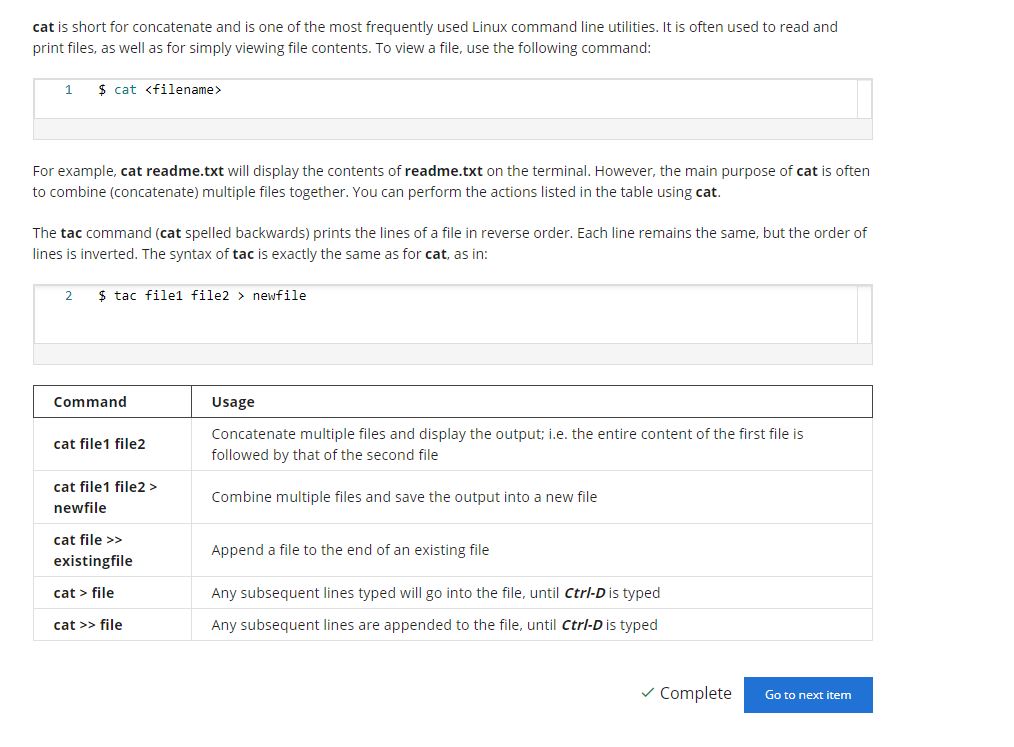 cat is short for concatenate and is one of the most frequently used Linux command line utilities. It is often used to read and
print files, as well as for simply viewing file contents. To view a file, use the following command:
1 $ cat <filename>
For example, cat readme.txt will display the contents of readme.txt on the terminal. However, the main purpose of cat is often
to combine (concatenate) multiple files together. You can perform the actions listed in the table using cat.
The tac command (cat spelled backwards) prints the lines of a file in reverse order. Each line remains the same, but the order of
lines is inverted. The syntax of tac is exactly the same as for cat, as in:
2 $ tac file1 file2 > newfile
Command Usage
cat file1 file2
Concatenate multiple files and display the output; i.e. the entire content of the first file is
followed by that of the second file
cat file1 file2 >
newfile
Combine multiple files and save the output into a new file
cat file >>
existingfile
Append a file to the end of an existing file
cat > file Any subsequent lines typed will go into the file, until Ctrl-D is typed
cat >> file Any subsequent lines are appended to the file, until Ctrl-D is typed
✓ Complete Go to next item